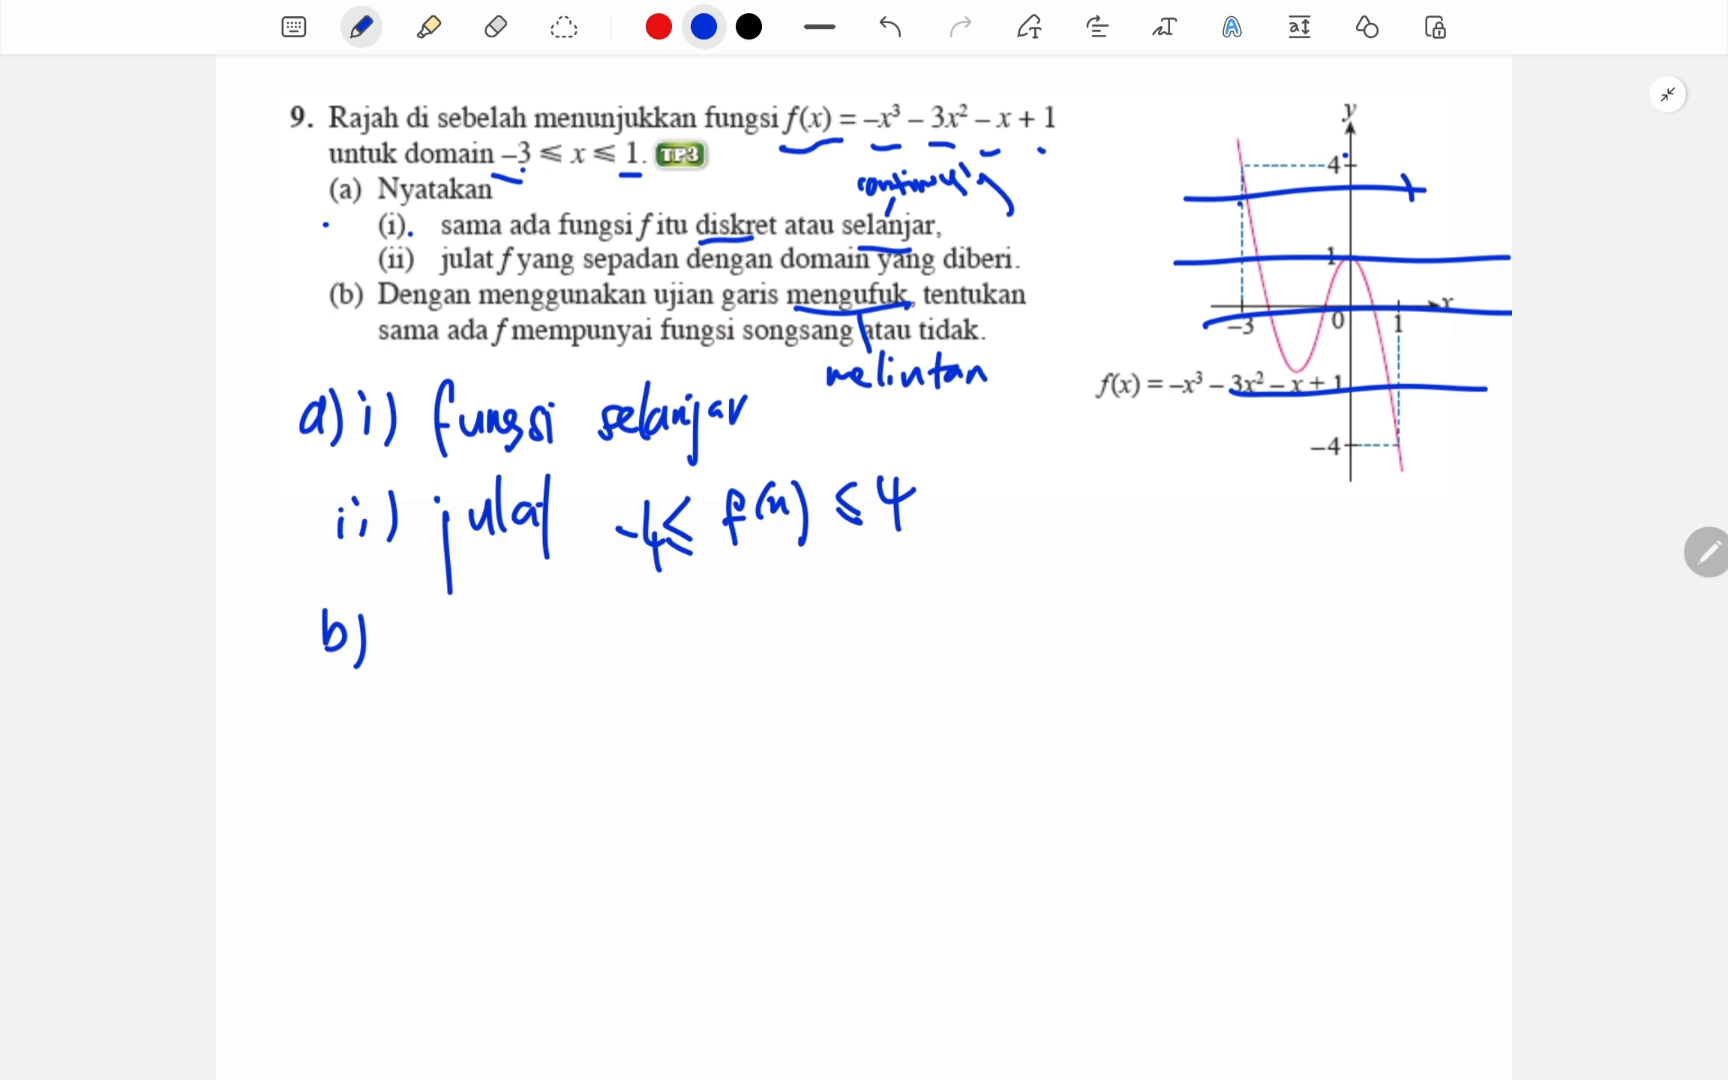 9. Rajah di sebelah menunjukkan fungsi f(x) = –x³ – 3x² – x + 1
untuk domain –3 ⩽ x ⩽ 1. TP3
(a) Nyatakan
continuous
(i). sama ada fungsi f itu diskret atau selanjar,
(ii) julat f yang sepadan dengan domain yang diberi.
(b) Dengan menggunakan ujian garis mengufuk, tentukan
sama ada f mempunyai fungsi songsang atau tidak.
melintan
y
4
1
–3
0
1
x
f(x) = –x³ – 3x² – x + 1
–4
a) i) fungsi selanjar
ii) julat -4 ≤ f(x) ≤ 4
b)